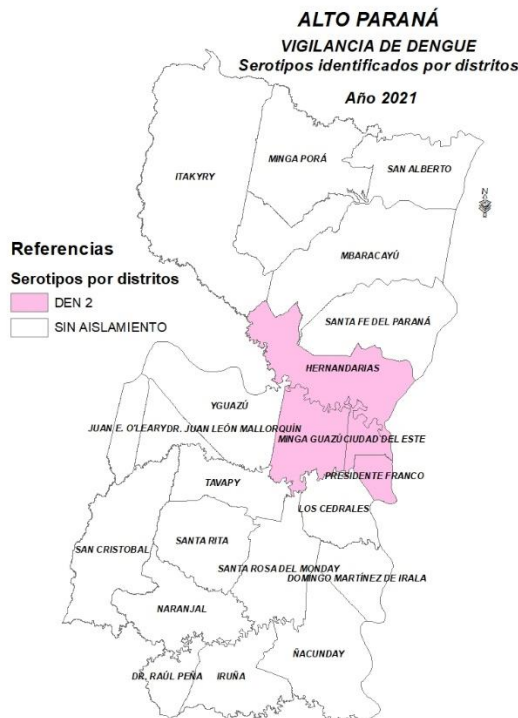 ALTO PARANÁ
VIGILANCIA DE DENGUE
Serotipos identificados por distritos
Año 2021
ITAKYRY
MINGA PORÁ
SAN ALBERTO
N
MBARACAYÚ
Referencias
Serotipos por distritos
DEN 2
SIN AISLAMIENTO
SANTA FE DEL PARANÁ
HERNANDARIAS
YGUAZÚ
JUAN E. O'LEARY
DR. JUAN LEÓN MALLORQUÍN
MINGA GUAZÚ
CIUDAD DEL ESTE
PRESIDENTE FRANCO
TAVAPY
LOS CEDRALES
SAN CRISTOBAL
SANTA RITA
SANTA ROSA DEL MONDAY
DOMINGO MARTÍNEZ DE IRALA
NARANJAL
ÑACUNDAY
DR. RAÚL PEÑA
IRUÑA